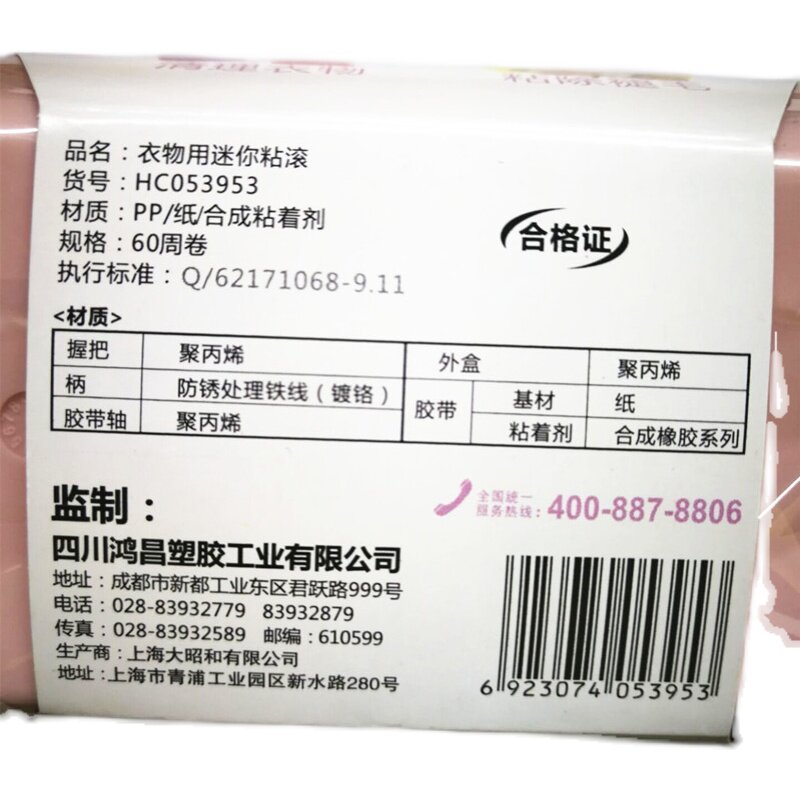 清理衣物
粘除毽毛
品名：衣物用迷你粘滚
货号：HC053953
材质：PP/纸/合成粘着剂
规格：60周卷
执行标准：Q/62171068-9.11
合格证
<材质>
握把 聚丙烯
柄 防锈处理铁线（镀铬）
胶带轴 聚丙烯
外盒 聚丙烯
胶带 基材 纸
粘着剂 合成橡胶系列
监制：
四川鸿昌塑胶工业有限公司
地址：成都市新都工业东区君跃路999号
电话：028-83932779 83932879
传真：028-83932589 邮编：610599
生产商：上海大昭和有限公司
地址：上海市青浦工业园区新水路280号
全国统一
服务热线：400-887-8806
6 923074 053953